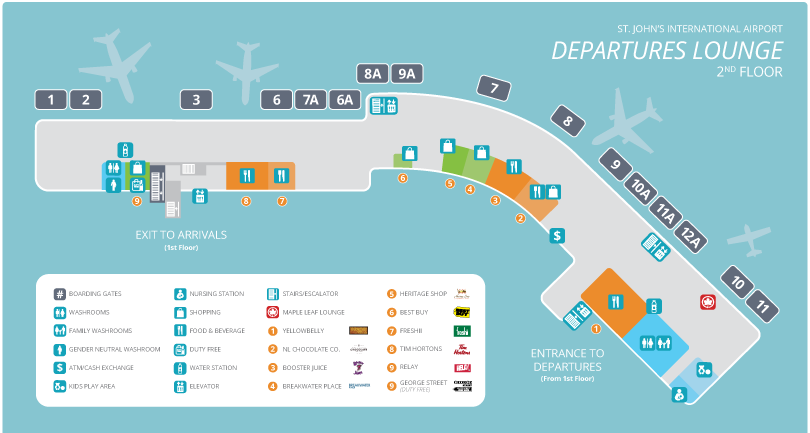 ST. JOHN'S INTERNATIONAL AIRPORT
DEPARTURES LOUNGE
2ND FLOOR
8A 9A
1 2 3 6 7A 6A
7
8
9
10A
11A
12A
10
11
6
5
4
3
2
9
8
7
$
1
EXIT TO ARRIVALS
(1st Floor)
ENTRANCE TO
DEPARTURES
(From 1st Floor)
# BOARDING GATES
WASHROOMS
FAMILY WASHROOMS
GENDER NEUTRAL WASHROOM
$ ATM/CASH EXCHANGE
KIDS PLAY AREA
NURSING STATION
SHOPPING
FOOD & BEVERAGE
DUTY FREE
WATER STATION
ELEVATOR
STAIRS/ESCALATOR
MAPLE LEAF LOUNGE
1 YELLOWBELLY
2 NL CHOCOLATE CO.
3 BOOSTER JUICE
4 BREAKWATER PLACE
5 HERITAGE SHOP
6 BEST BUY
7 FRESHII
8 TIM HORTONS
9 RELAY
9 GEORGE STREET
(DUTY FREE)